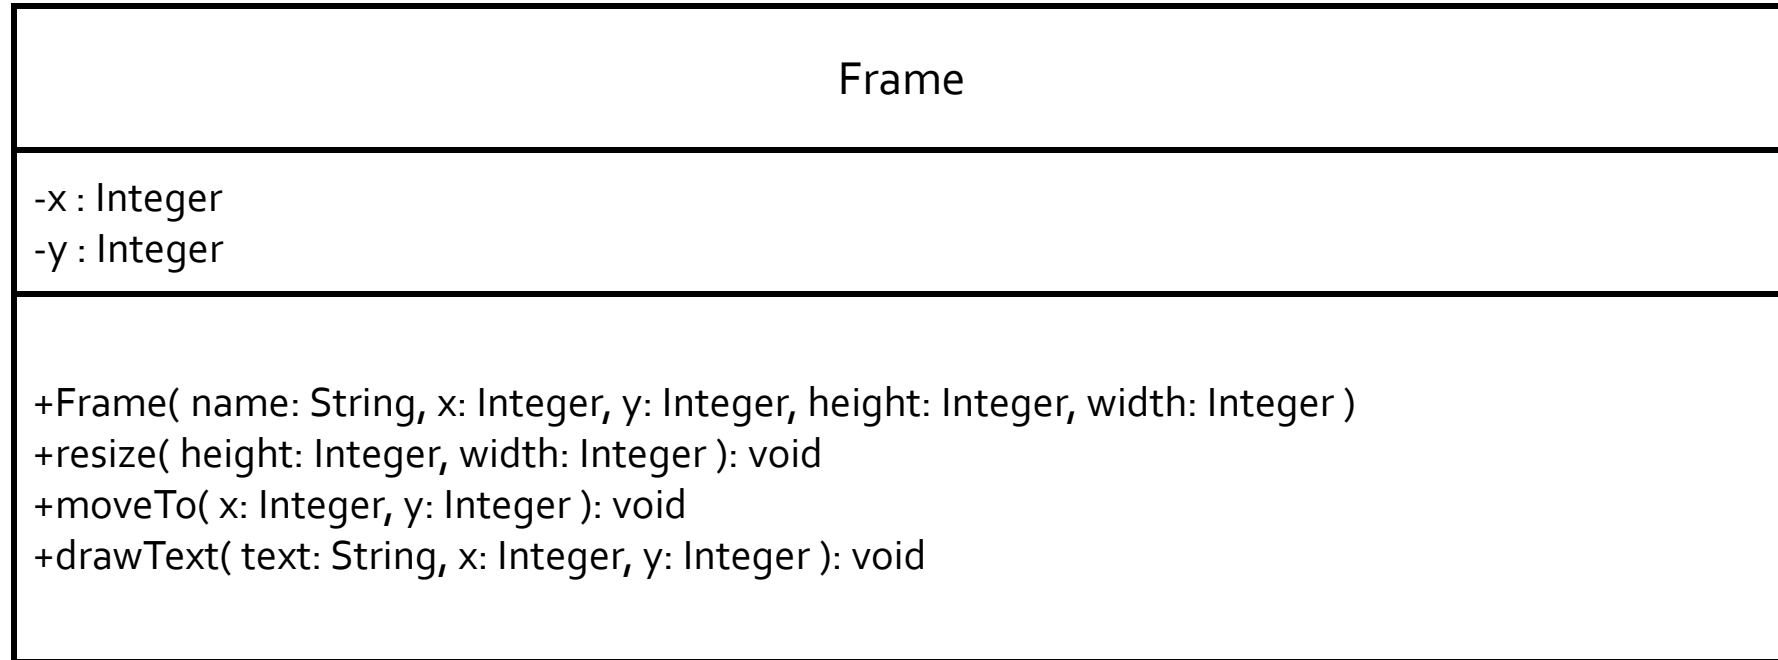 Frame
-x : Integer
-y : Integer
+Frame( name: String, x: Integer, y: Integer, height: Integer, width: Integer )
+resize( height: Integer, width: Integer ): void
+moveTo( x: Integer, y: Integer ): void
+drawText( text: String, x: Integer, y: Integer ): void